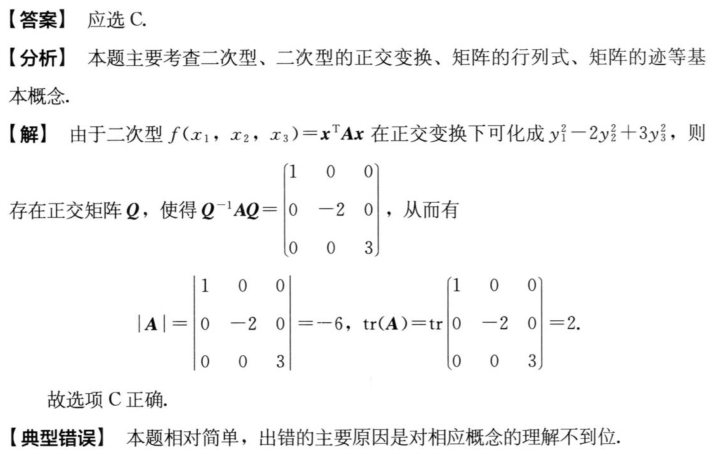 【答案】 应选 C.
【分析】 本题主要考查二次型、二次型的正交变换、矩阵的行列式、矩阵的迹等基
本概念.
【解】 由于二次型 f(x₁, x₂, x₃)=xᵀAx 在正交变换下可化成 y₁²−2y₂²+3y₃², 则
存在正交矩阵 Q, 使得 Q⁻¹AQ=(1 0 0; 0 −2 0; 0 0 3), 从而有
|A|=|1 0 0; 0 −2 0; 0 0 3|=−6, tr(A)=tr(1 0 0; 0 −2 0; 0 0 3)=2.
故选项 C 正确.
【典型错误】 本题相对简单，出错的主要原因是对相应概念的理解不到位.